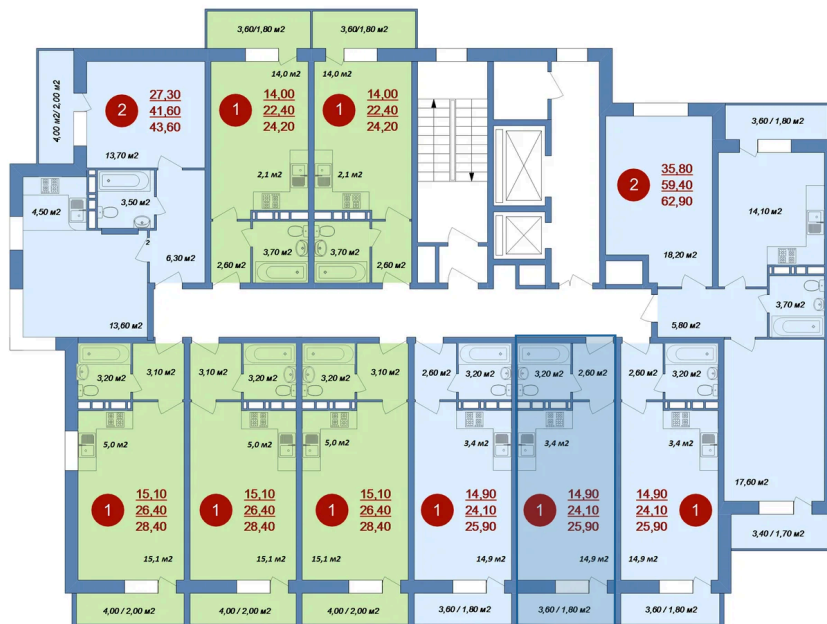 3,60/1,80 м2
3,60/1,80 м2
4,00 м2/ 2,00 м2
2
27,30
41,60
43,60
13,70 м2
14,0 м2
1
14,00
22,40
24,20
14,0 м2
1
14,00
22,40
24,20
3,60 / 1,80 м2
2
35,80
59,40
62,90
18,20 м2
14,10 м2
2,1 м2
2,1 м2
4,50 м2
3,50 м2
2
6,30 м2
3,70 м2
2,60 м2
3,70 м2
2,60 м2
13,60 м2
3,70 м2
5,80 м2
3,20 м2
3,10 м2
3,10 м2
3,20 м2
3,20 м2
3,10 м2
2,60 м2
3,20 м2
3,20 м2
2,60 м2
2,60 м2
3,20 м2
5,0 м2
5,0 м2
5,0 м2
3,4 м2
3,4 м2
3,4 м2
17,60 м2
1
15,10
26,40
28,40
15,1 м2
1
15,10
26,40
28,40
15,1 м2
1
15,10
26,40
28,40
15,1 м2
1
14,90
24,10
25,90
14,9 м2
1
14,90
24,10
25,90
14,9 м2
14,90
24,10
25,90
1
14,9 м2
3,40 / 1,70 м2
4,00 / 2,00 м2
4,00 / 2,00 м2
4,00 / 2,00 м2
3,60 / 1,80 м2
3,60 / 1,80 м2
3,60 / 1,80 м2